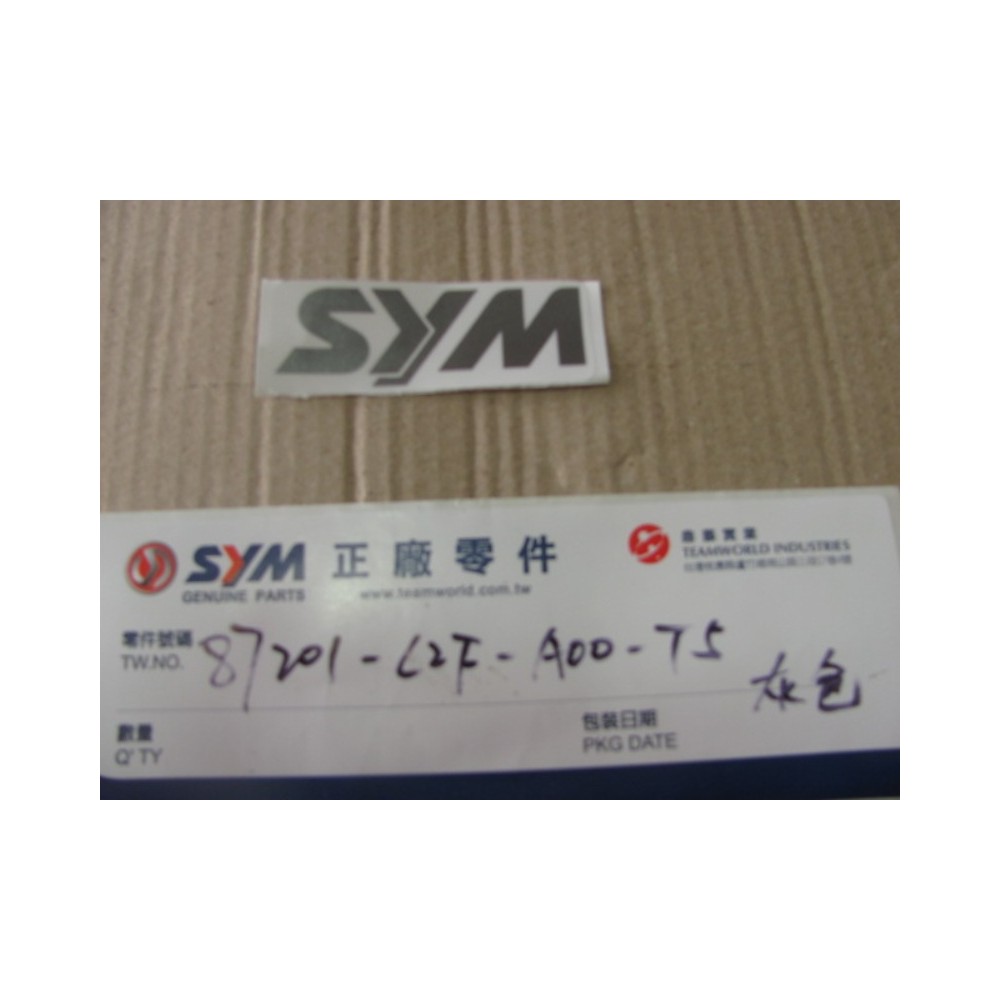 SYM
SYM 正廠零件
GENUINE PARTS
www.teamworld.com.tw
TEAMWORLD INDUSTRIES
零件號碼
TW.NO. 87201-L2F-A00-T5 灰色
數量
Q'TY
包裝日期
PKG DATE